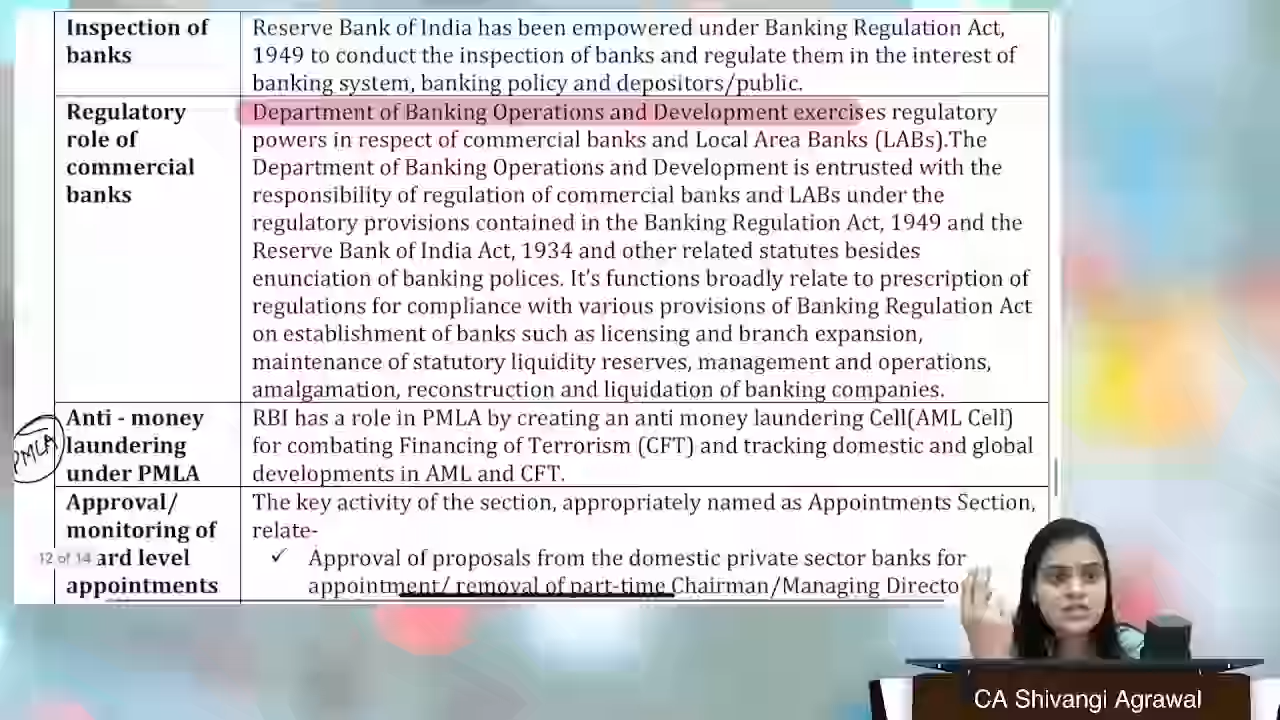 Inspection of
banks
Reserve Bank of India has been empowered under Banking Regulation Act,
1949 to conduct the inspection of banks and regulate them in the interest of
banking system, banking policy and depositors/public.
Regulatory
role of
commercial
banks
Department of Banking Operations and Development exercises regulatory
powers in respect of commercial banks and Local Area Banks (LABs).The
Department of Banking Operations and Development is entrusted with the
responsibility of regulation of commercial banks and LABs under the
regulatory provisions contained in the Banking Regulation Act, 1949 and the
Reserve Bank of India Act, 1934 and other related statutes besides
enunciation of banking polices. It’s functions broadly relate to prescription of
regulations for compliance with various provisions of Banking Regulation Act
on establishment of banks such as licensing and branch expansion,
maintenance of statutory liquidity reserves, management and operations,
amalgamation, reconstruction and liquidation of banking companies.
PMLA
Anti - money
laundering
under PMLA
RBI has a role in PMLA by creating an anti money laundering Cell(AML Cell)
for combating Financing of Terrorism (CFT) and tracking domestic and global
developments in AML and CFT.
Approval/
monitoring of
ard level
appointments
12 of 14
The key activity of the section, appropriately named as Appointments Section,
relate-
✓ Approval of proposals from the domestic private sector banks for
appointment/ removal of part-time Chairman/Managing Directo
CA Shivangi Agrawal